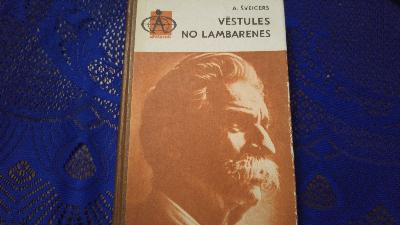 A. ŠVEICERS
VĒSTULES
NO LAMBARENES